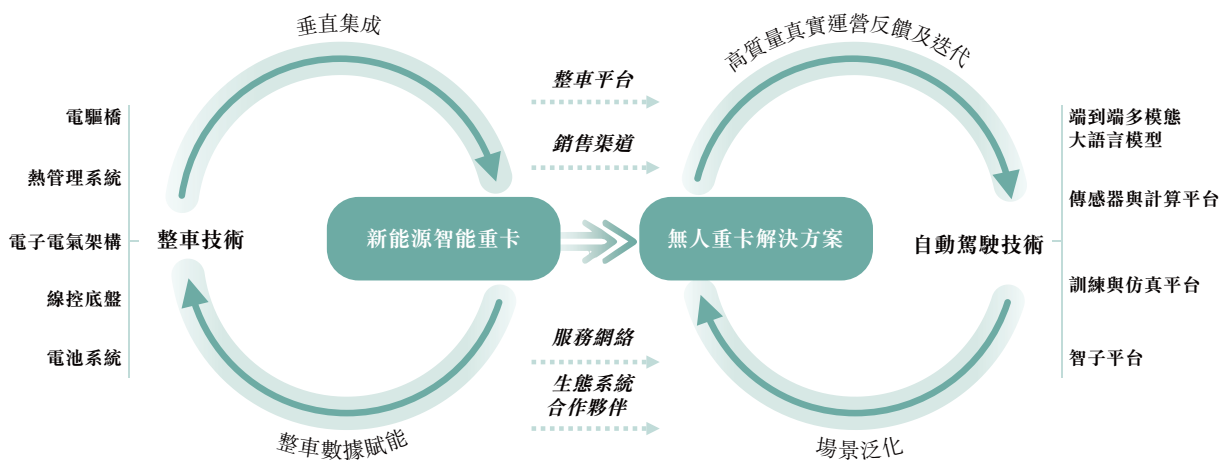 垂直集成
高質量真實運營反饋及迭代
電驅橋
熱管理系統
電子電氣架構
線控底盤
電池系統
整車技術
新能源智能重卡
整車數據賦能
整車平台
銷售渠道
服務網絡
生態系統
合作夥伴
無人重卡解決方案
自動駕駛技術
場景泛化
端到端多模態
大語言模型
傳感器與計算平台
訓練與仿真平台
智子平台